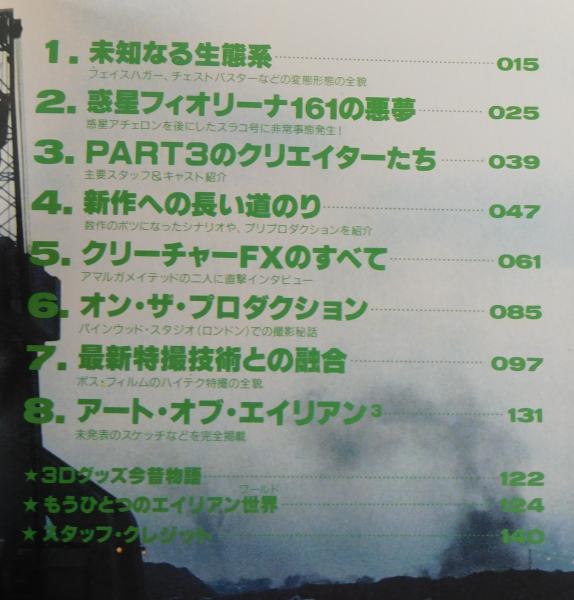 1. 未知なる生態系 015
フェイスハガー、チェストバスターなどの変態形態の全貌
2. 惑星フィオリーナ161の悪夢 025
惑星アチェロンを後にしたスラコ号に非常事態発生!
3. PART3のクリエイターたち 039
主要スタッフ&キャスト紹介
4. 新作への長い道のり 047
数作のボツになったシナリオや、プリプロダクションを紹介
5. クリーチャーFXのすべて 061
アマルガメイテッドの二人に直撃インタビュー
6. オン・ザ・プロダクション 085
パインウッド・スタジオ(ロンドン)での撮影秘話
7. 最新特撮技術との融合 097
ボス・フィルムのハイテク特撮の全貌
8. アート・オブ・エイリアン3 131
未発表のスケッチなどを完全掲載
★3Dグッズ今昔物語 122
ワールド
★もうひとつのエイリアン世界 124
★スタッフ・クレジット 140